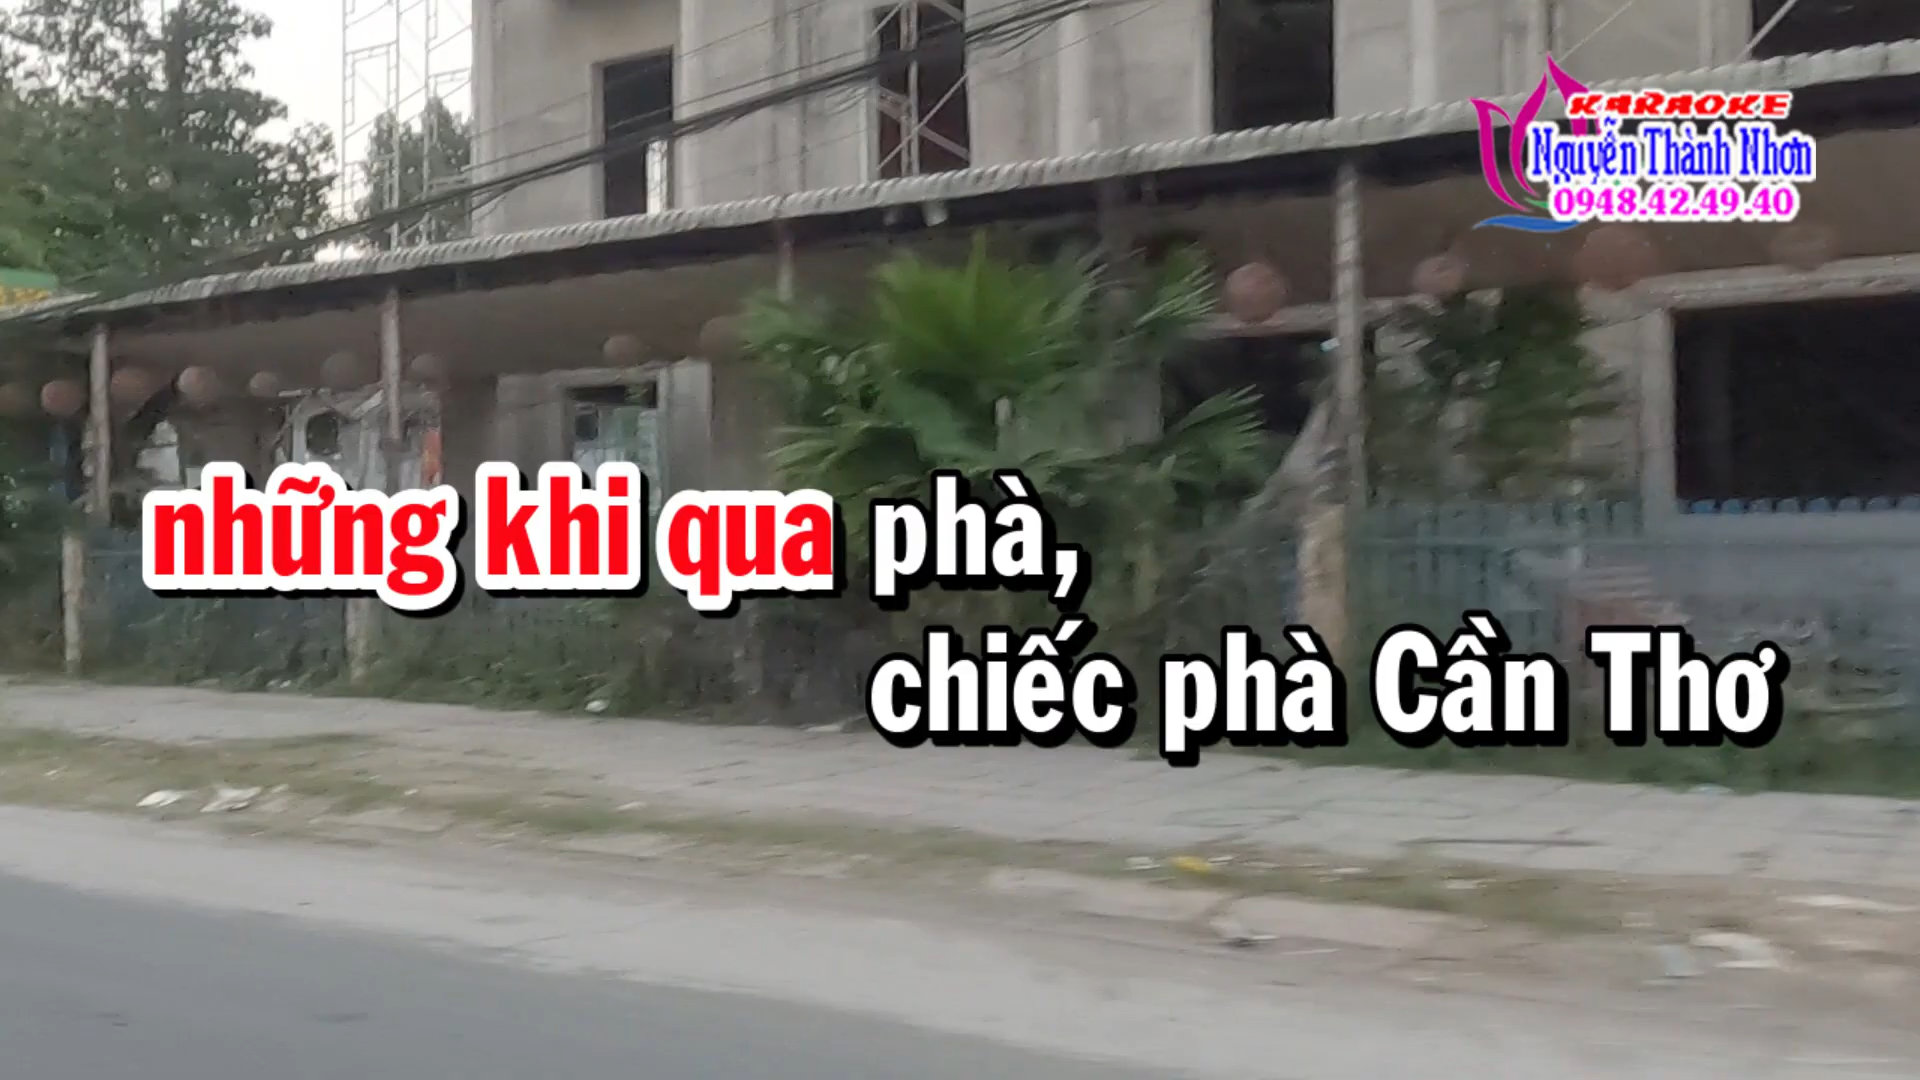 KARAOKE
Nguyễn Thành Nhơn
0948.42.49.40
những khi qua phà,
chiếc phà Cần Thơ